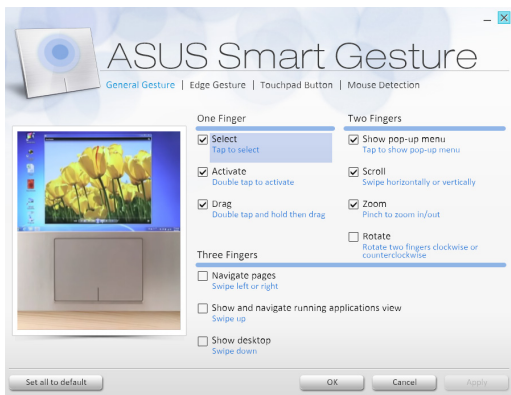 ASUS Smart Gesture
General Gesture | Edge Gesture | Touchpad Button | Mouse Detection
One Finger
Select
Tap to select
Activate
Double tap to activate
Drag
Double tap and hold then drag
Two Fingers
Show pop-up menu
Tap to show pop-up menu
Scroll
Swipe horizontally or vertically
Zoom
Pinch to zoom in/out
Rotate
Rotate two fingers clockwise or
counterclockwise
Three Fingers
Navigate pages
Swipe left or right
Show and navigate running applications view
Swipe up
Show desktop
Swipe down
Set all to default
OK
Cancel
Apply